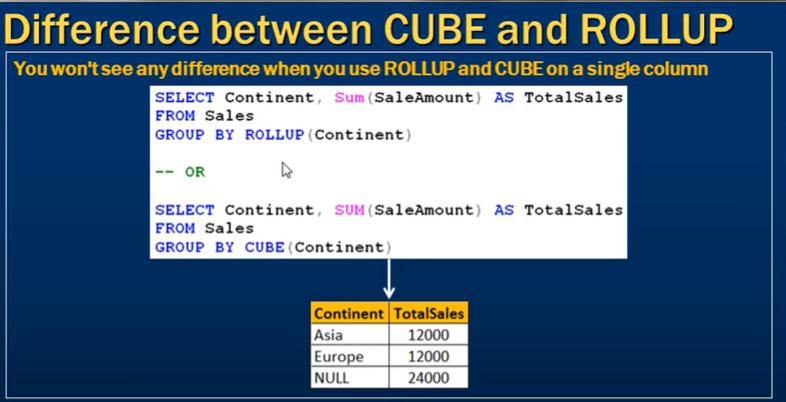 Difference between CUBE and ROLLUP
You won't see any difference when you use ROLLUP and CUBE on a single column
SELECT Continent, Sum(SaleAmount) AS TotalSales
FROM Sales
GROUP BY ROLLUP(Continent)
-- OR
SELECT Continent, SUM(SaleAmount) AS TotalSales
FROM Sales
GROUP BY CUBE(Continent)
Continent TotalSales
Asia 12000
Europe 12000
NULL 24000